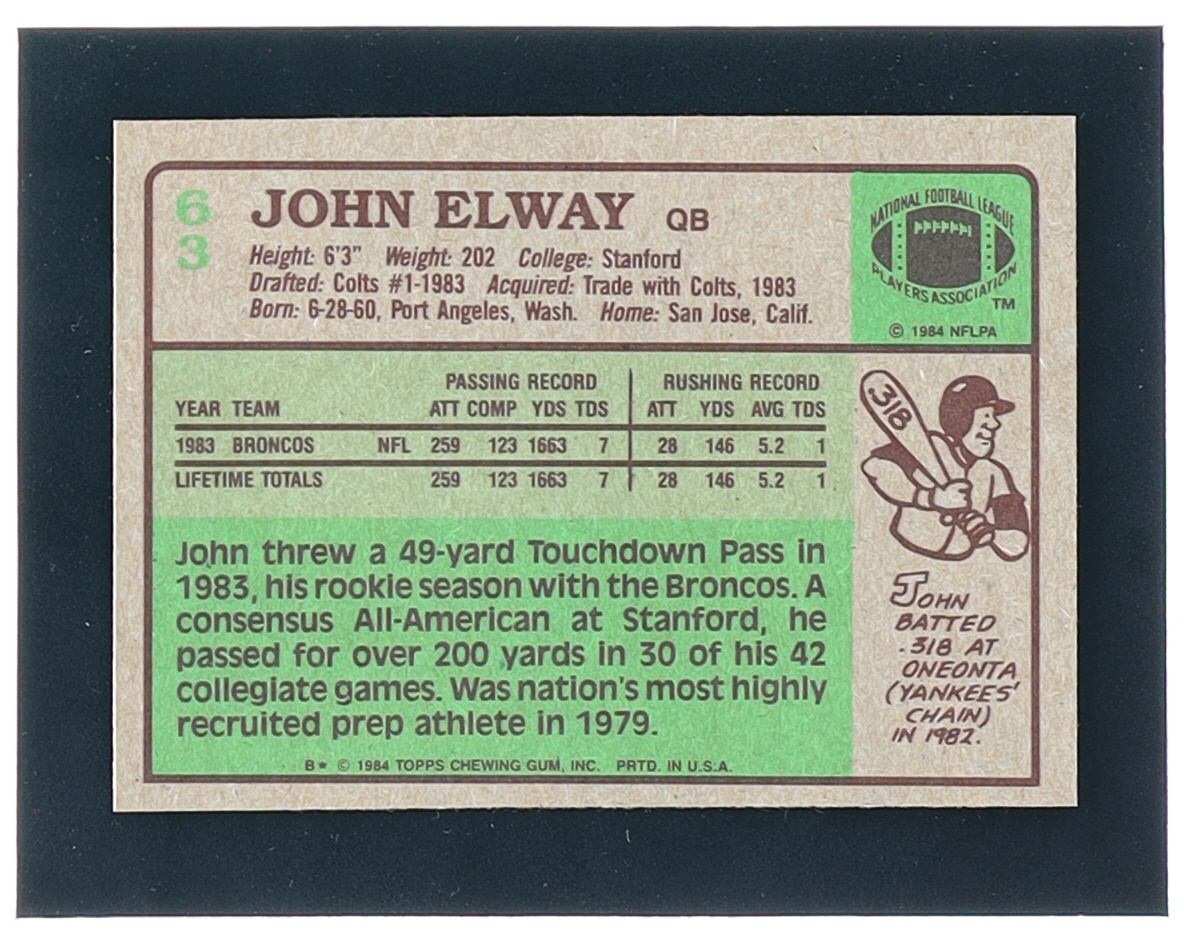 63
JOHN ELWAY QB
Height: 6'3" Weight: 202 College: Stanford
Drafted: Colts #1-1983 Acquired: Trade with Colts, 1983
Born: 6-28-60, Port Angeles, Wash. Home: San Jose, Calif.
NATIONAL FOOTBALL LEAGUE
PLAYERS ASSOCIATION
TM
© 1984 NFLPA
PASSING RECORD RUSHING RECORD
YEAR TEAM ATT COMP YDS TDS ATT YDS AVG TDS
1983 BRONCOS NFL 259 123 1663 7 28 146 5.2 1
LIFETIME TOTALS 259 123 1663 7 28 146 5.2 1
John threw a 49-yard Touchdown Pass in
1983, his rookie season with the Broncos. A
consensus All-American at Stanford, he
passed for over 200 yards in 30 of his 42
collegiate games. Was nation's most highly
recruited prep athlete in 1979.
B* © 1984 TOPPS CHEWING GUM, INC. PRTD. IN U.S.A.
.318
JOHN
BATTED
.318 AT
ONEONTA
(YANKEES'
CHAIN)
IN 1982.